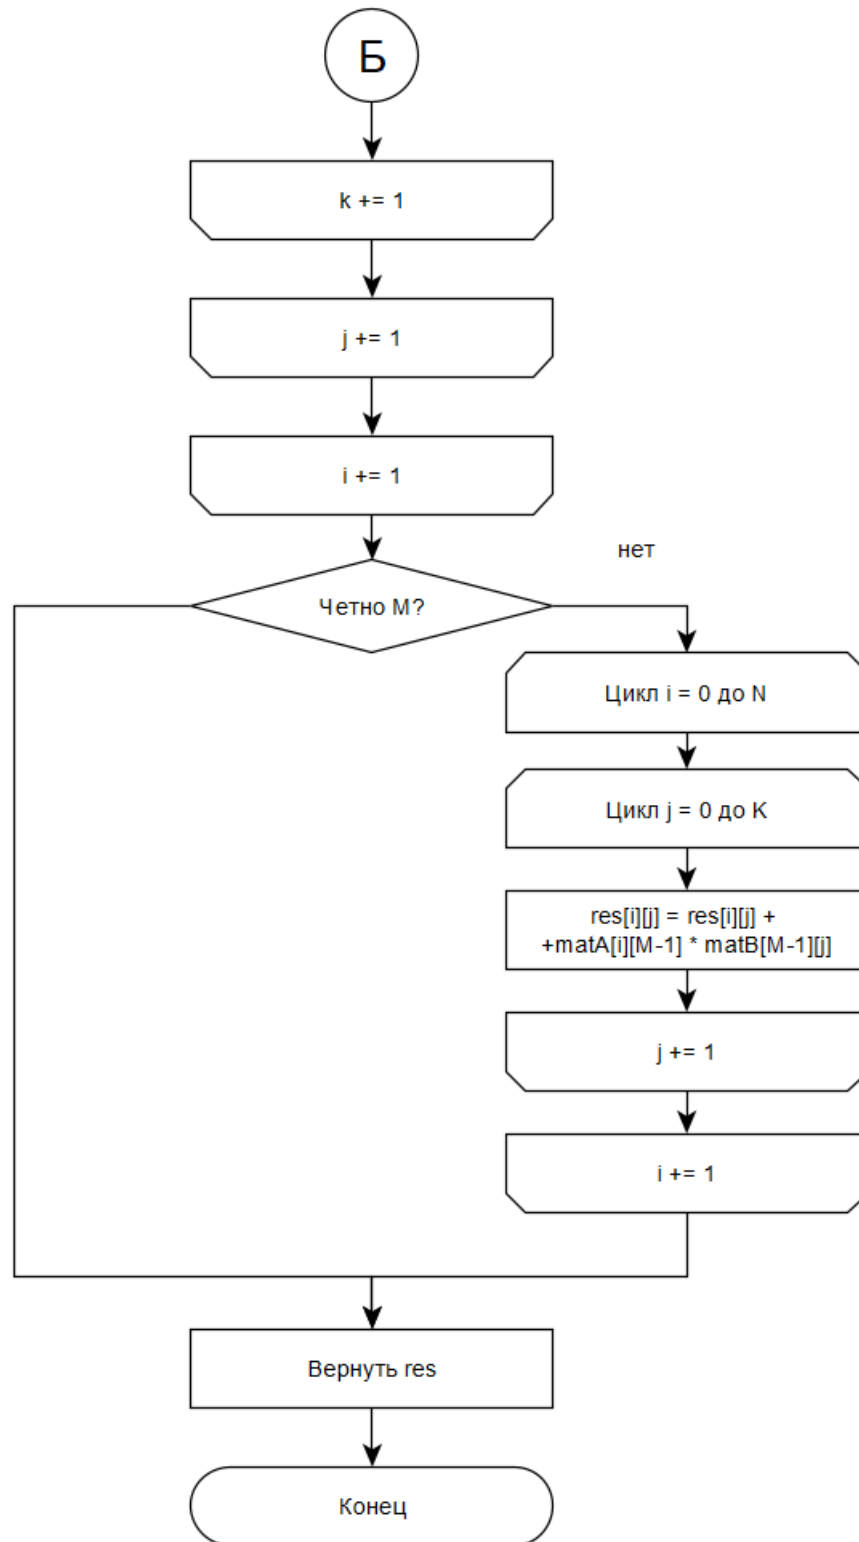 Б
k += 1
j += 1
i += 1
нет
Четно М?
Цикл i = 0 до N
Цикл j = 0 до K
res[i][j] = res[i][j] +
+matA[i][M-1] * matB[M-1][j]
j += 1
i += 1
Вернуть res
Конец